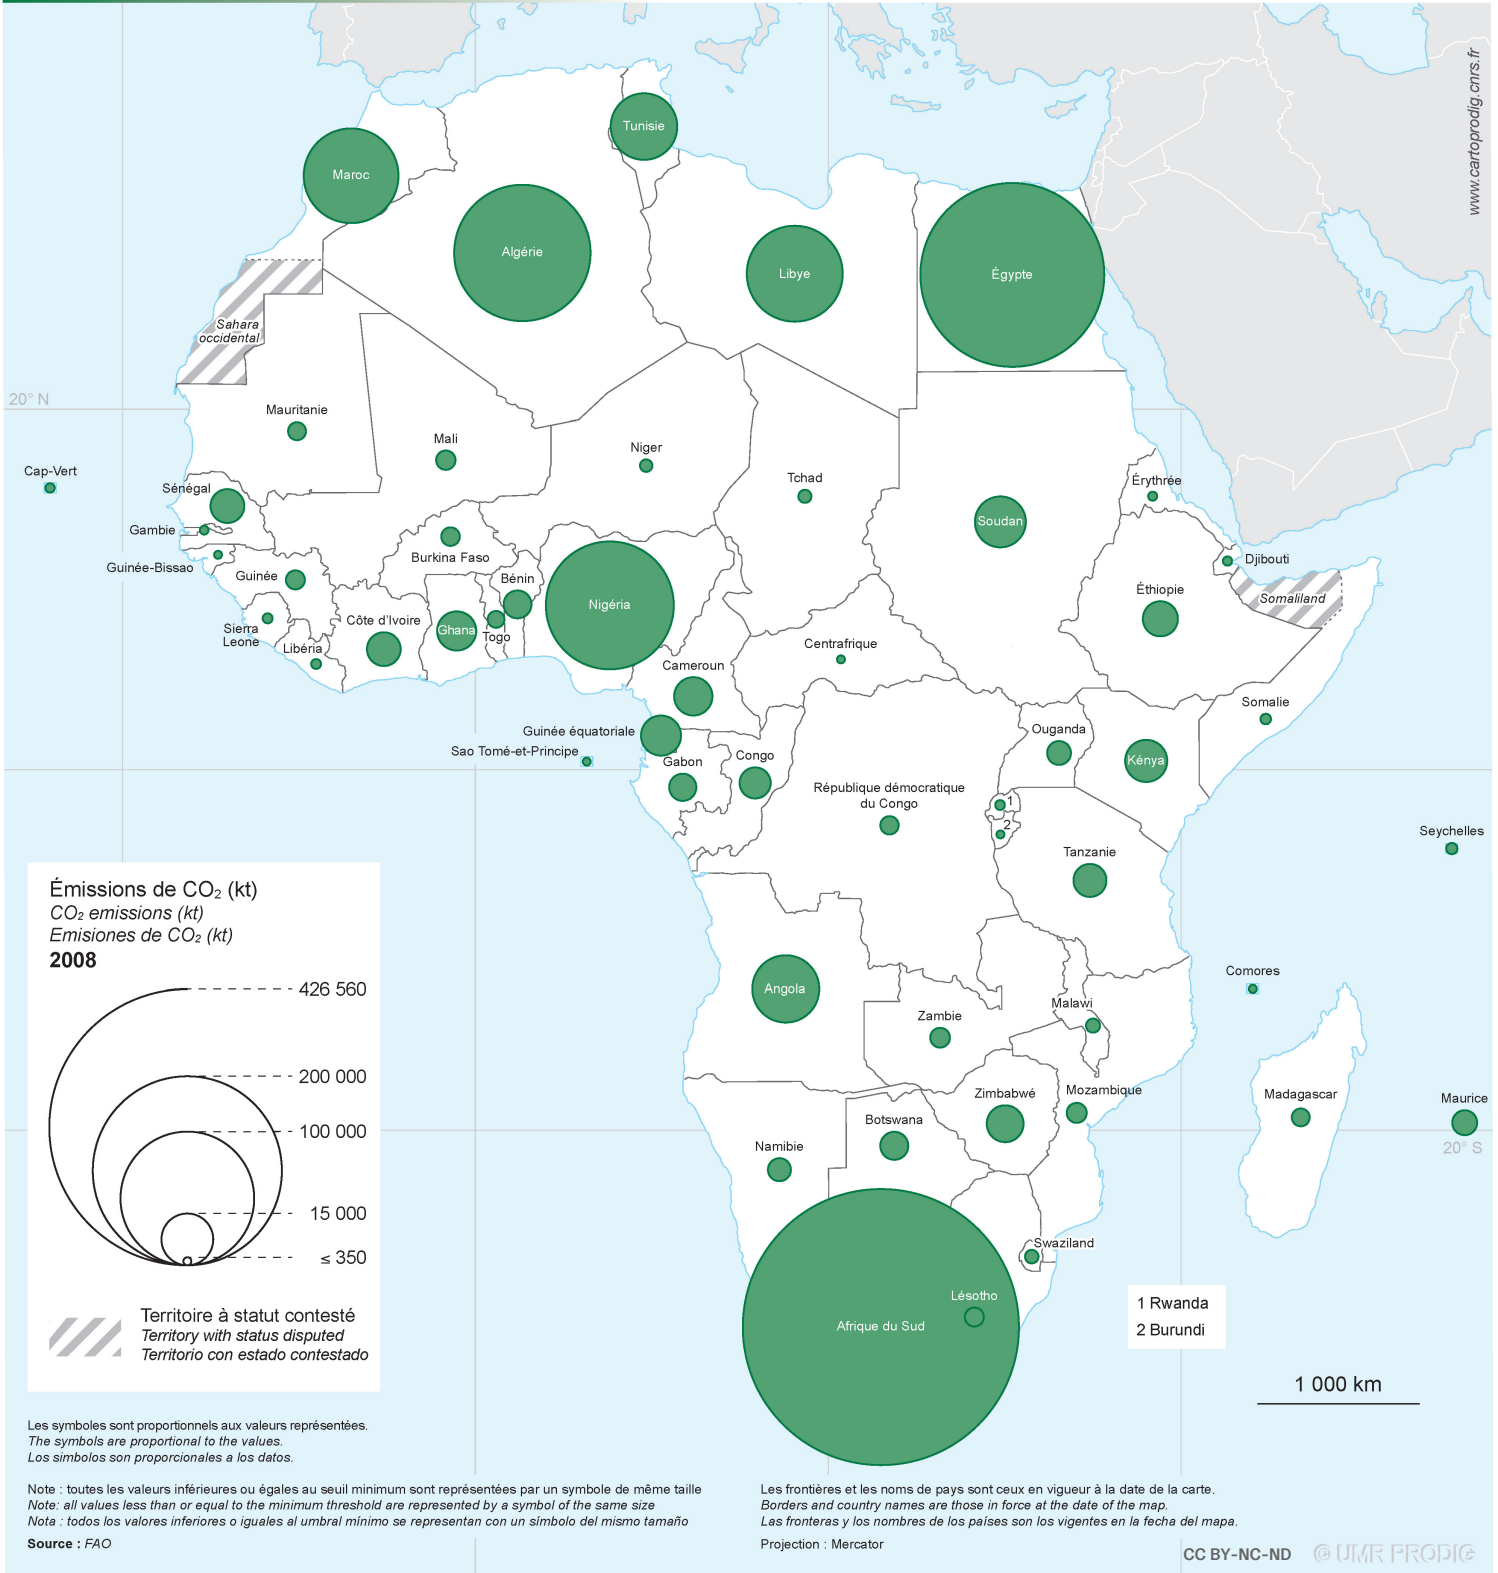 www.cartoprodig.cnrs.fr
Tunisie
Maroc
Algérie
Libye
Égypte
Sahara
occidental
20° N
Mauritanie
Mali
Niger
Tchad
Cap-Vert
Sénégal
Érythrée
Soudan
Gambie
Burkina Faso
Djibouti
Guinée-Bissao
Guinée
Bénin
Éthiopie
Somaliland
Nigéria
Côte d'Ivoire
Ghana
Togo
Sierra
Leone
Libéria
Centrafrique
Cameroun
Somalie
Guinée équatoriale
Ouganda
Sao Tomé-et-Principe
Gabon
Congo
Kénya
République démocratique
du Congo
1
2
Seychelles
Tanzanie
Comores
Angola
Malawi
Zambie
Zimbabwé
Mozambique
Madagascar
Maurice
Botswana
20° S
Namibie
Swaziland
Lésotho
Afrique du Sud
Émissions de CO₂ (kt)
CO₂ emissions (kt)
Emisiones de CO₂ (kt)
2008
426 560
200 000
100 000
15 000
≤ 350
Territoire à statut contesté
Territory with status disputed
Territorio con estado contestado
1 Rwanda
2 Burundi
1 000 km
Les symboles sont proportionnels aux valeurs représentées.
The symbols are proportional to the values.
Los simbolos son proporcionales a los datos.
Note : toutes les valeurs inférieures ou égales au seuil minimum sont représentées par un symbole de même taille
Note: all values less than or equal to the minimum threshold are represented by a symbol of the same size
Nota : todos los valores inferiores o iguales al umbral mínimo se representan con un símbolo del mismo tamaño
Source : FAO
Les frontières et les noms de pays sont ceux en vigueur à la date de la carte.
Borders and country names are those in force at the date of the map.
Las fronteras y los nombres de los países son los vigentes en la fecha del mapa.
Projection : Mercator
CC BY-NC-ND © UMR PRODIG